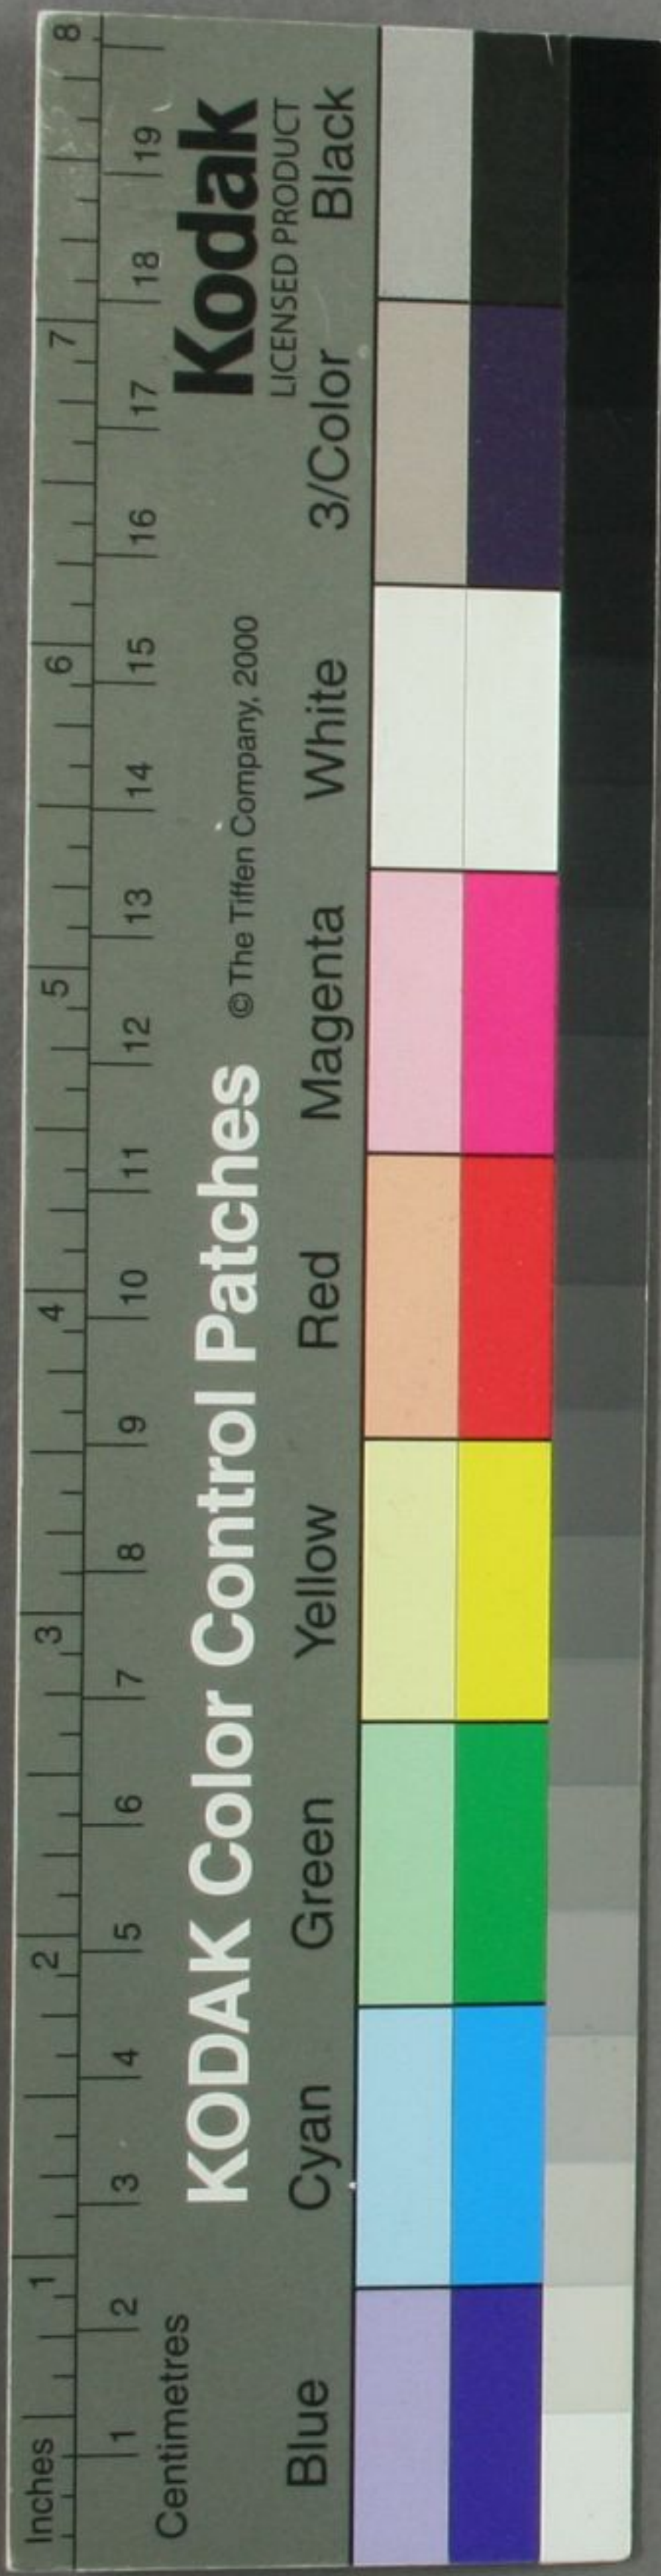 Inches 1 2 3 4 5 6 7 8
1 2 3 4 5 6 7 8 9 10 11 12 13 14 15 16 17 18 19
Centimetres
KODAK Color Control Patches © The Tiffen Company, 2000 Kodak
LICENSED PRODUCT
Blue Cyan Green Yellow Red Magenta White 3/Color Black